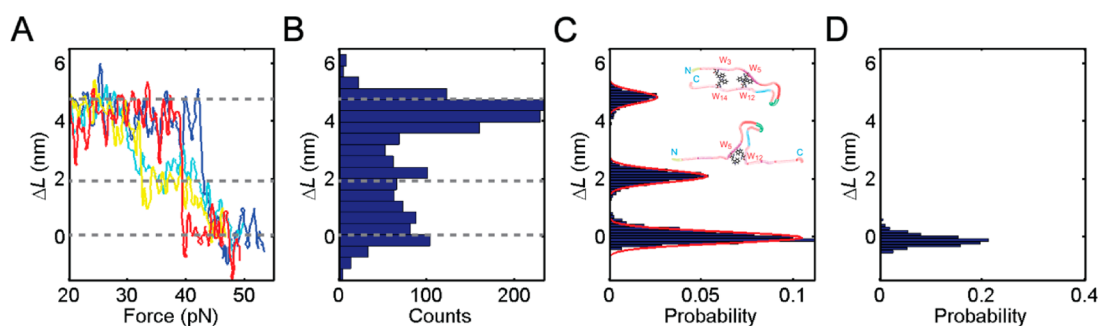 A
B
C
D
6
4
2
0
ΔL (nm)
20
30
40
50
Force (pN)
6
4
2
0
ΔL (nm)
0
100
200
Counts
6
4
2
0
ΔL (nm)
0
0.05
0.1
Probability
W3
W5
N
C
W14
W12
W5
N
C
W12
6
4
2
0
ΔL (nm)
0
0.2
0.4
Probability